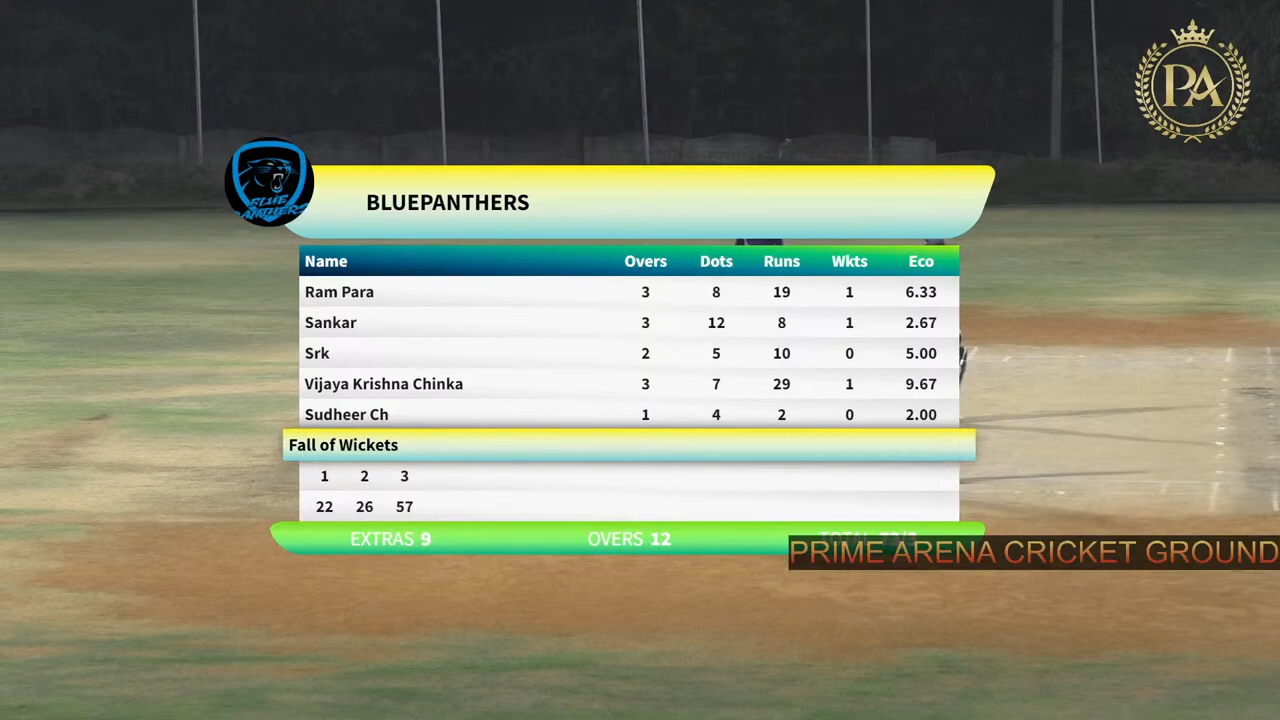 PA
BLUE PANTHERS
BLUEPANTHERS
Name Overs Dots Runs Wkts Eco
Ram Para 3 8 19 1 6.33
Sankar 3 12 8 1 2.67
Srk 2 5 10 0 5.00
Vijaya Krishna Chinka 3 7 29 1 9.67
Sudheer Ch 1 4 2 0 2.00
Fall of Wickets
1 2 3
22 26 57
EXTRAS 9 OVERS 12 TOTAL
PRIME ARENA CRICKET GROUND